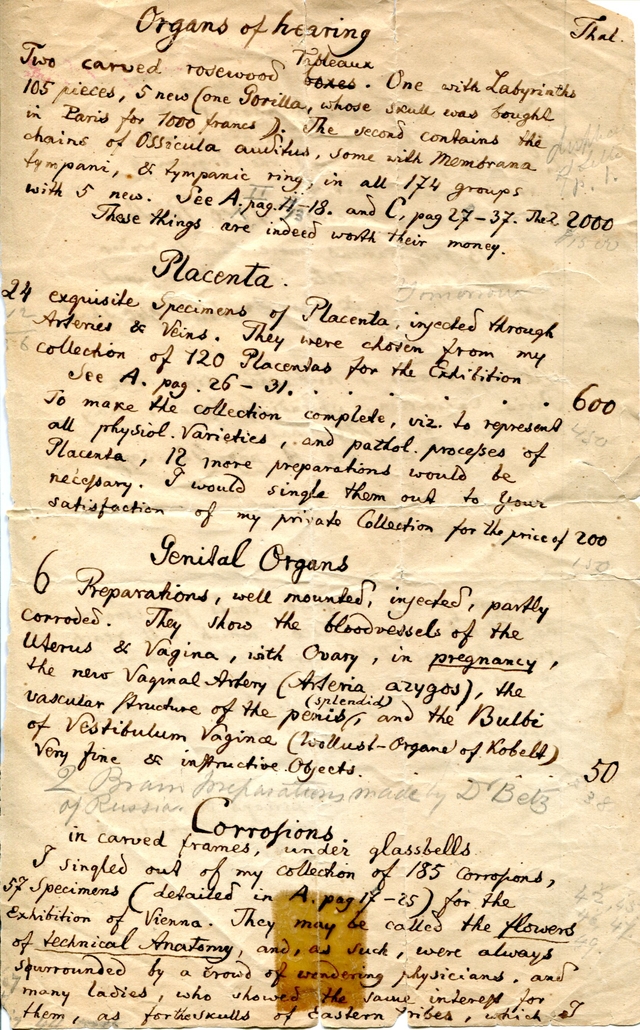 Organs of hearing
Thal.
Two carved rosewood Tableaux boxes. One with Labyrinths
105 pieces, 5 new (one Gorilla, whose skull was bought
in Paris for 1000 francs). The second contains the
chains of Ossicula auditus, some with Membrana
tympani, & tympanic ring, in all 174 groups
with 5 new. See A. pag. 11-18. and C, pag 27-37. The 2 2000
These things are indeed worth their money.
Placenta.
24 exquisite Specimens of Placenta, injected through
Arteries & Veins. They were chosen from my
collection of 120 Placentas for the Exhibition
See A. pag. 26-31. . . . . . 600
To make the collection complete, viz. to represent
all physiol. Varieties, and pathol. processes of
Placenta, 12 more preparations would be
necessary. I would single them out to Your
satisfaction of my private Collection for the price of 200
150
Genital Organs
6 Preparations, well mounted, injected, partly
corroded. They show the bloodvessels of the
Uterus & Vagina, with Ovary, in pregnancy,
the new Vaginal Artery (Arteria azygos), the
vascular structure of the penis (splendid), and the Bulbi
of Vestibulum Vaginæ (Wollust-Organe of Kobelt)
Very fine & instructive Objects. . . . 50
38
2 Brain preparations made by Dr Betz
of Russia.
Corrosions.
in carved frames, under glassbells
I singled out of my collection of 185 corrosions,
57 Specimens (detailed in A. pag 17-25) for the
Exhibition of Vienna. They may be called the flowers
of technical Anatomy, and, as such, were always
surrounded by a crowd of wondering physicians, and
many ladies, who showed the same interest for
them, as for the skulls of Eastern Tribes, which I